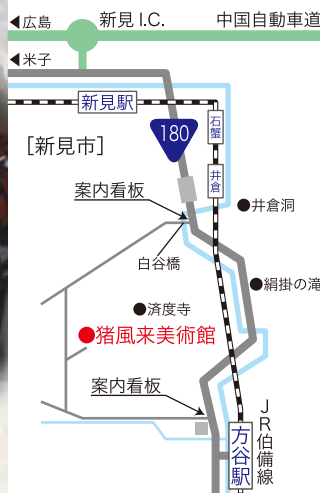 ◀広島
新見 I.C.
中国自動車道
◀米子
新見駅
石蟹
[新見市]
180
井倉
案内看板
●井倉洞
白谷橋
●絹掛の滝
●済度寺
●猪風来美術館
案内看板
JR伯備線
方谷駅